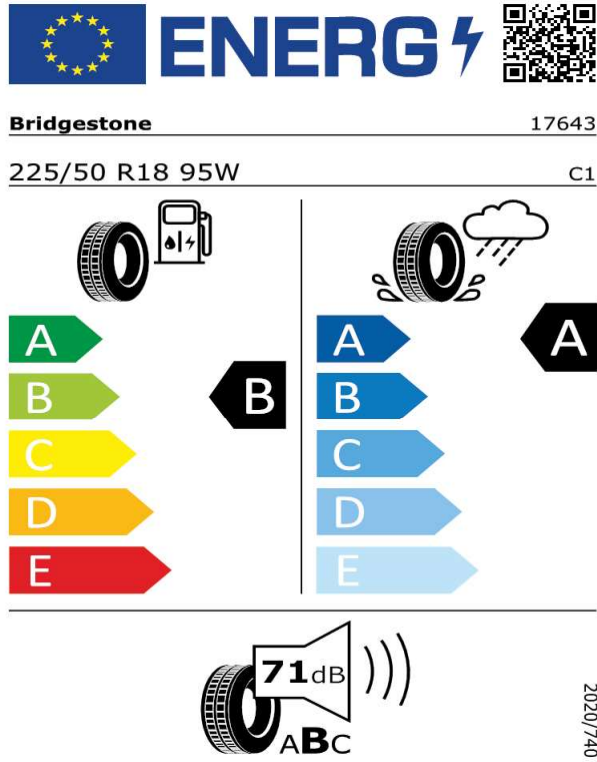 ENERG
Bridgestone 17643
225/50 R18 95W C1
A A A
B B B
C C
D D
E E
71dB
ABC
2020/740